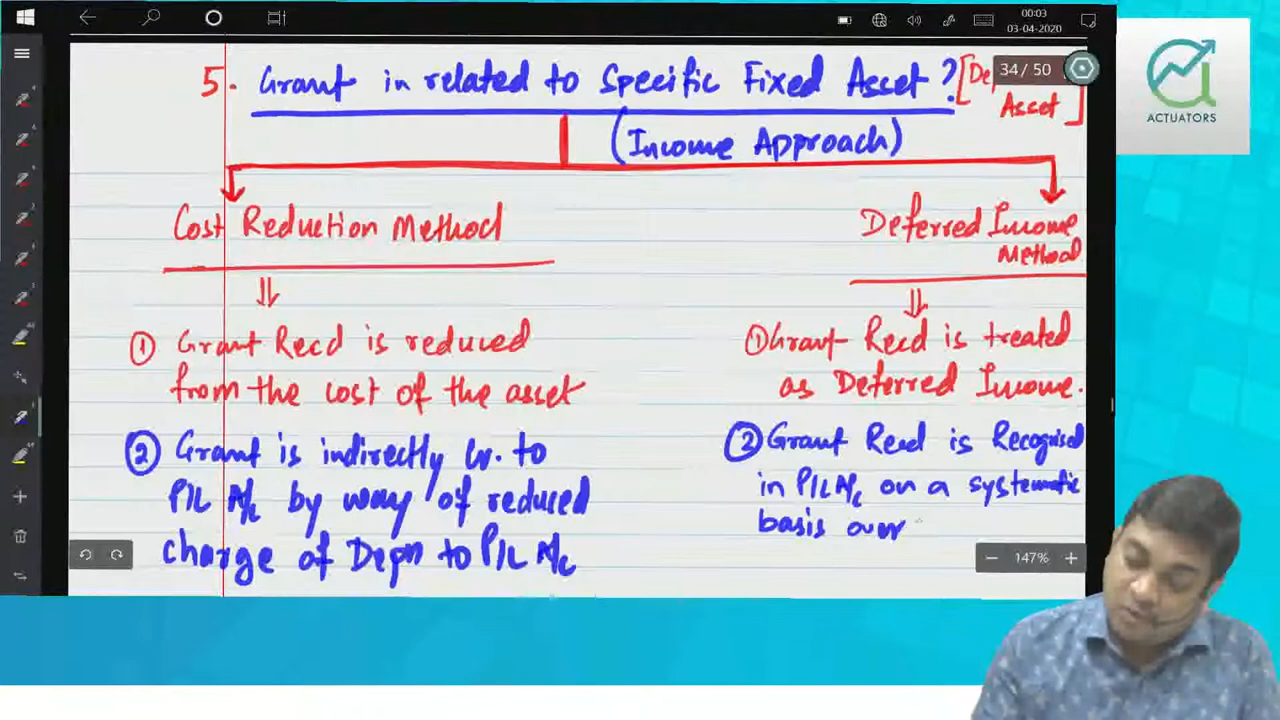 00:03
03-04-2020
34/50
ACTUATORS
5. Grant in related to Specific Fixed Asset? [De
Asset]
(Income Approach)
Cost Reduction Method
① Grant Recd is reduced
from the cost of the asset
② Grant is indirectly cr. to
P/L A/c by way of reduced
charge of Depn to P/L A/c
Deferred Income
Method
① Grant Recd is treated
as Deferred Income.
② Grant Recd is Recognised
in P/L A/c on a systematic
basis over
147%